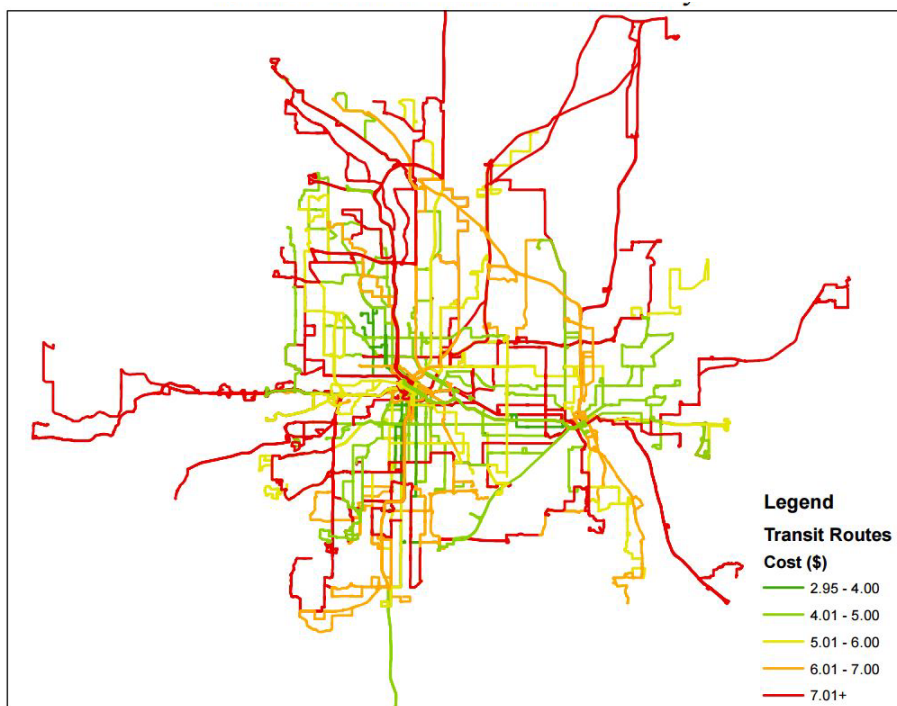 Legend
Transit Routes
Cost ($)
2.95 - 4.00
4.01 - 5.00
5.01 - 6.00
6.01 - 7.00
7.01+